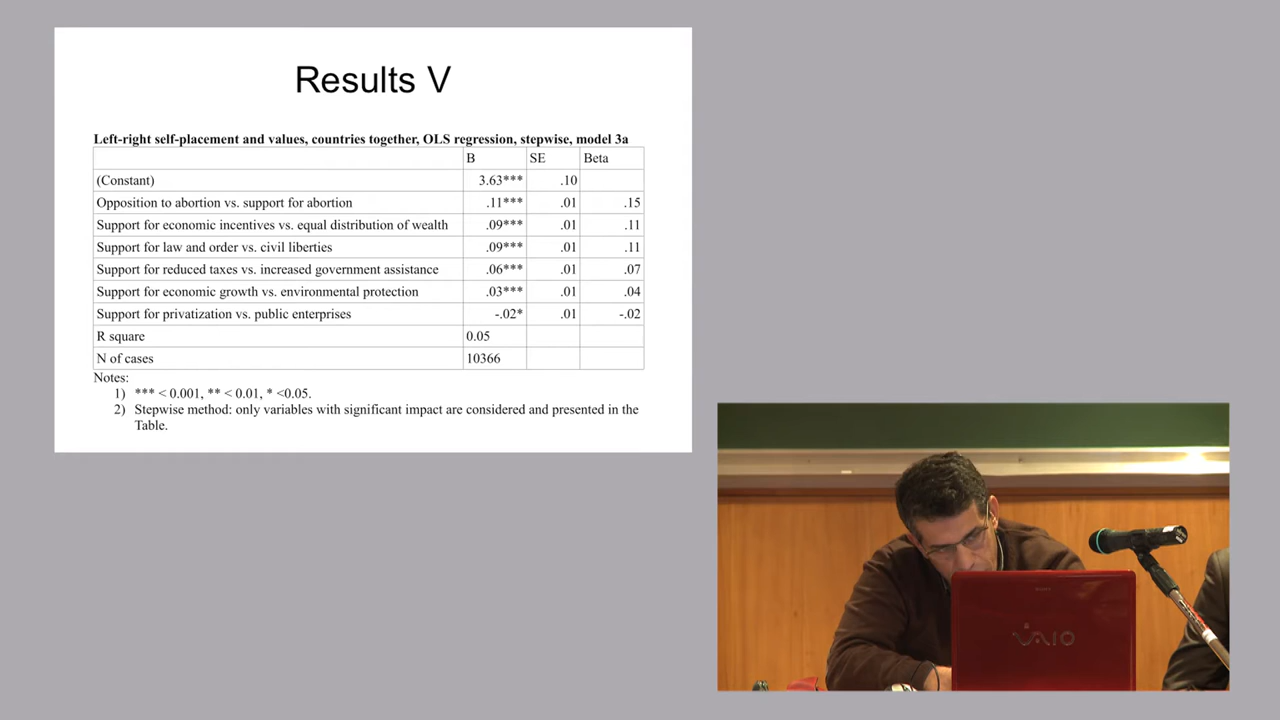 Results V
Left-right self-placement and values, countries together, OLS regression, stepwise, model 3a
B SE Beta
(Constant) 3.63*** .10
Opposition to abortion vs. support for abortion .11*** .01 .15
Support for economic incentives vs. equal distribution of wealth .09*** .01 .11
Support for law and order vs. civil liberties .09*** .01 .11
Support for reduced taxes vs. increased government assistance .06*** .01 .07
Support for economic growth vs. environmental protection .03*** .01 .04
Support for privatization vs. public enterprises -.02* .01 -.02
R square 0.05
N of cases 10366
Notes:
1) *** < 0.001, ** < 0.01, * <0.05.
2) Stepwise method: only variables with significant impact are considered and presented in the
Table.
VAIO